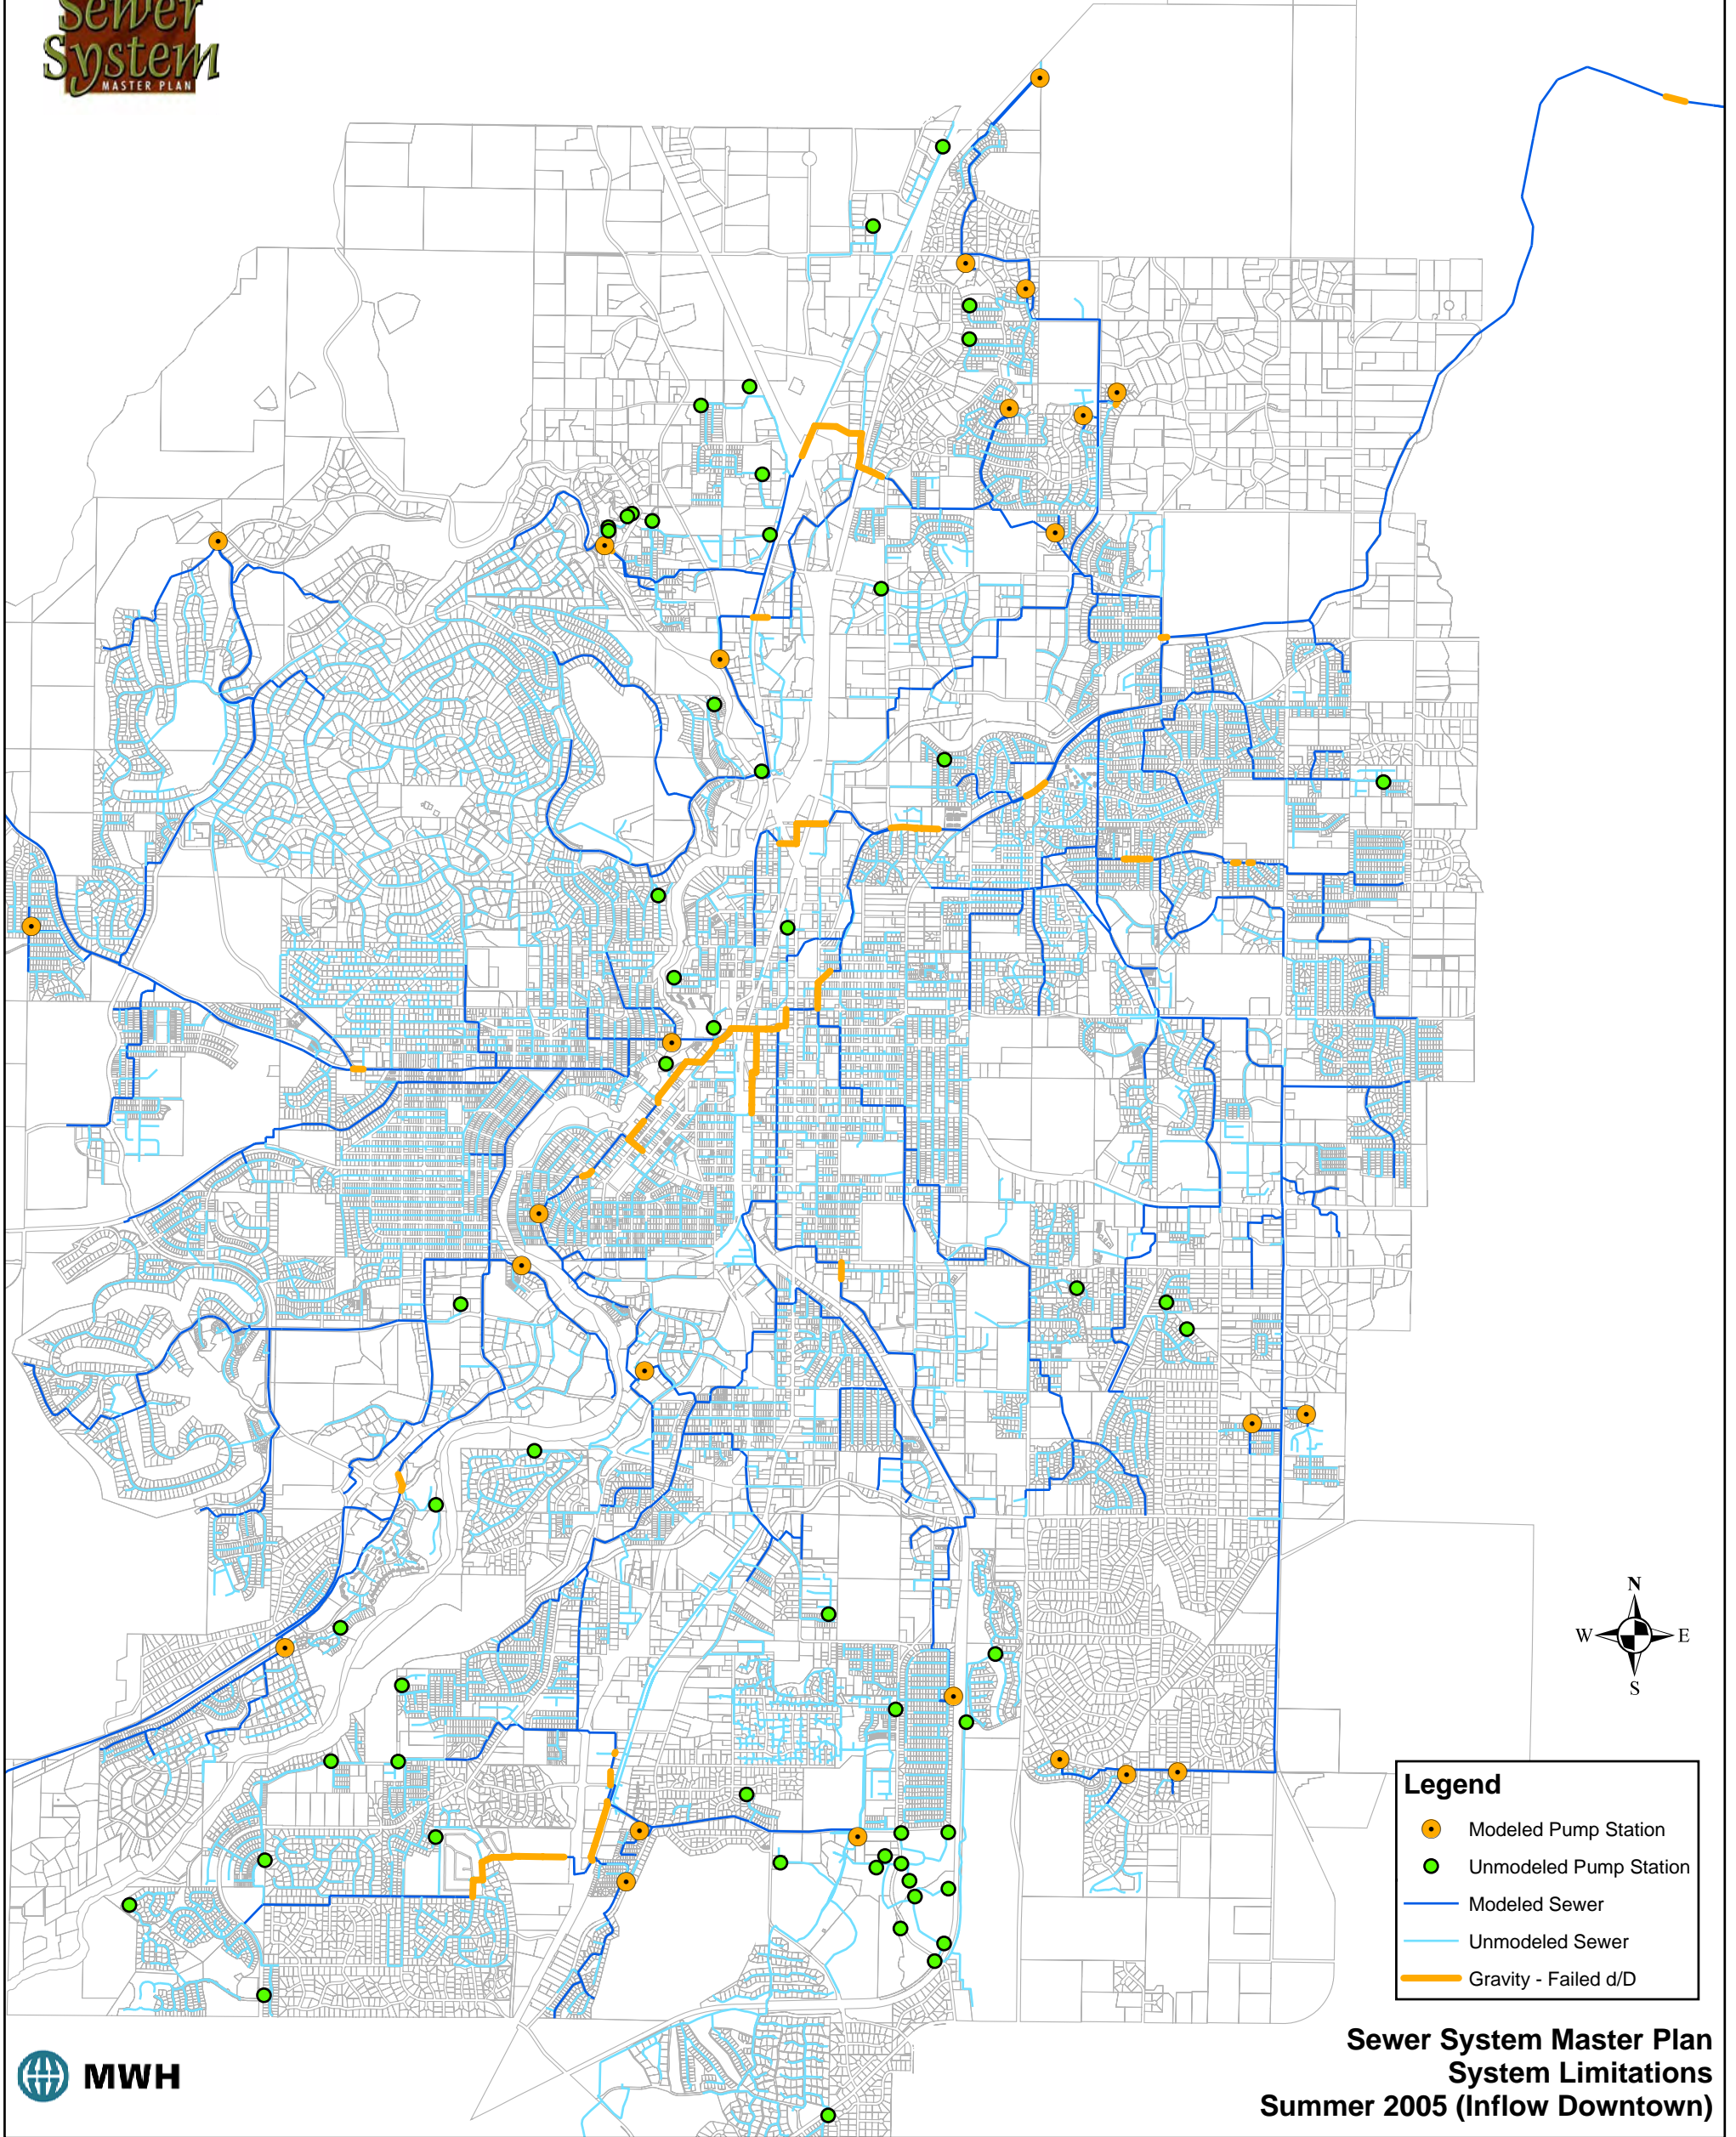 Sewer
System
MASTER PLAN
N
W E
S
Legend
Modeled Pump Station
Unmodeled Pump Station
Modeled Sewer
Unmodeled Sewer
Gravity - Failed d/D
MWH
Sewer System Master Plan
System Limitations
Summer 2005 (Inflow Downtown)